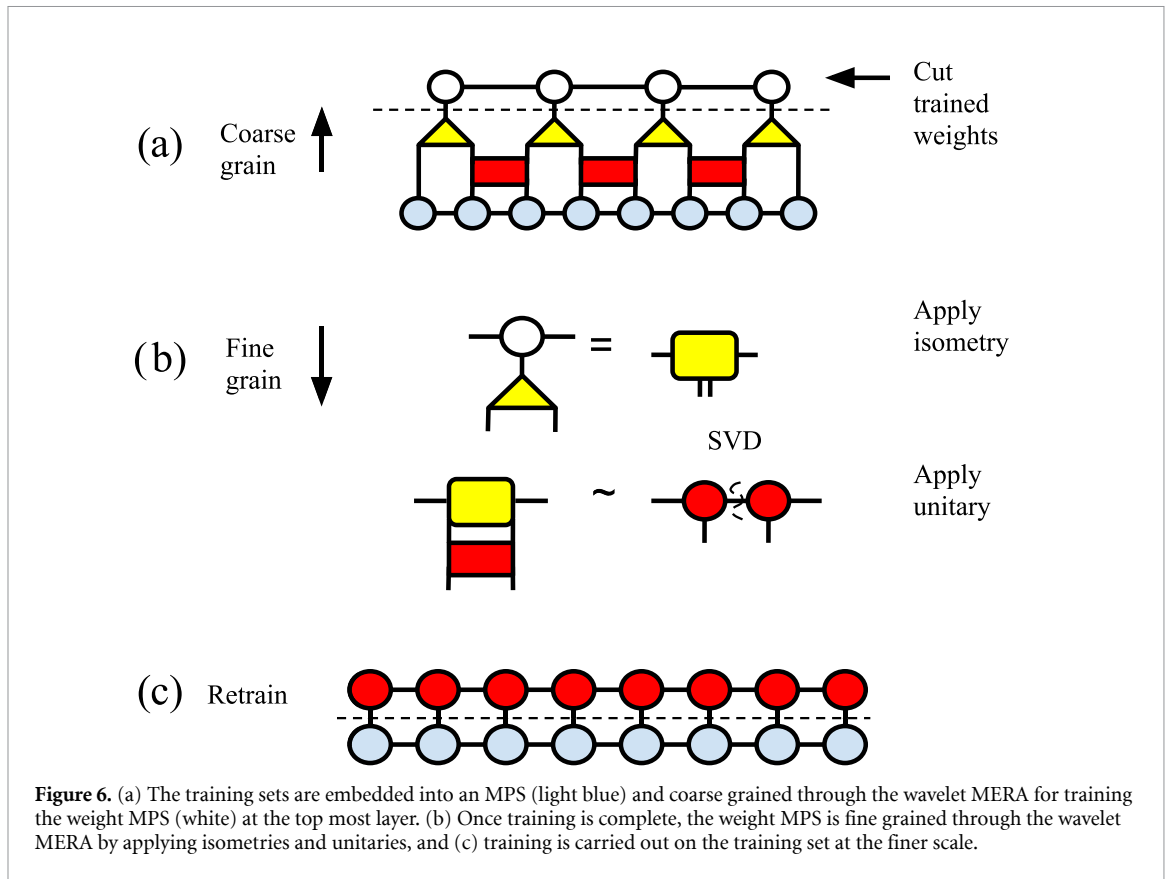 Cut
trained
weights
(a)
Coarse
grain
(b)
Fine
grain
=
Apply
isometry
SVD
~
Apply
unitary
(c) Retrain
Figure 6. (a) The training sets are embedded into an MPS (light blue) and coarse grained through the wavelet MERA for training
the weight MPS (white) at the top most layer. (b) Once training is complete, the weight MPS is fine grained through the wavelet
MERA by applying isometries and unitaries, and (c) training is carried out on the training set at the finer scale.